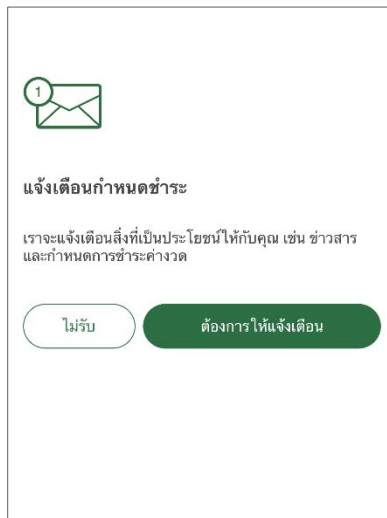 1
แจ้งเตือนกำหนดชำระ
เราจะแจ้งเตือนสิ่งที่เป็นประโยชน์ให้กับคุณ เช่น ข่าวสาร
และกำหนดการชำระค่างวด
ไม่รับ
ต้องการให้แจ้งเตือน